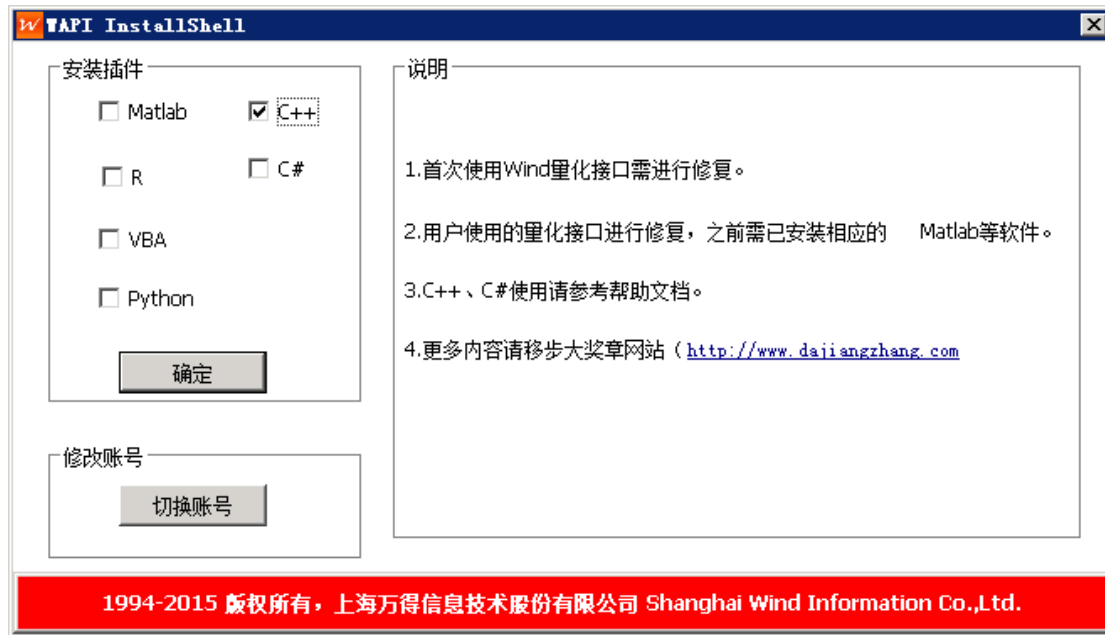 WAPI InstallShell
安装插件
Matlab
C++
R
C#
VBA
Python
确定
修改账号
切换账号
说明
1.首次使用Wind量化接口需进行修复。
2.用户使用的量化接口进行修复，之前需已安装相应的 Matlab等软件。
3.C++、C#使用请参考帮助文档。
4.更多内容请移步大奖章网站（http://www.dajiangzhang.com
1994-2015 版权所有，上海万得信息技术股份有限公司 Shanghai Wind Information Co.,Ltd.